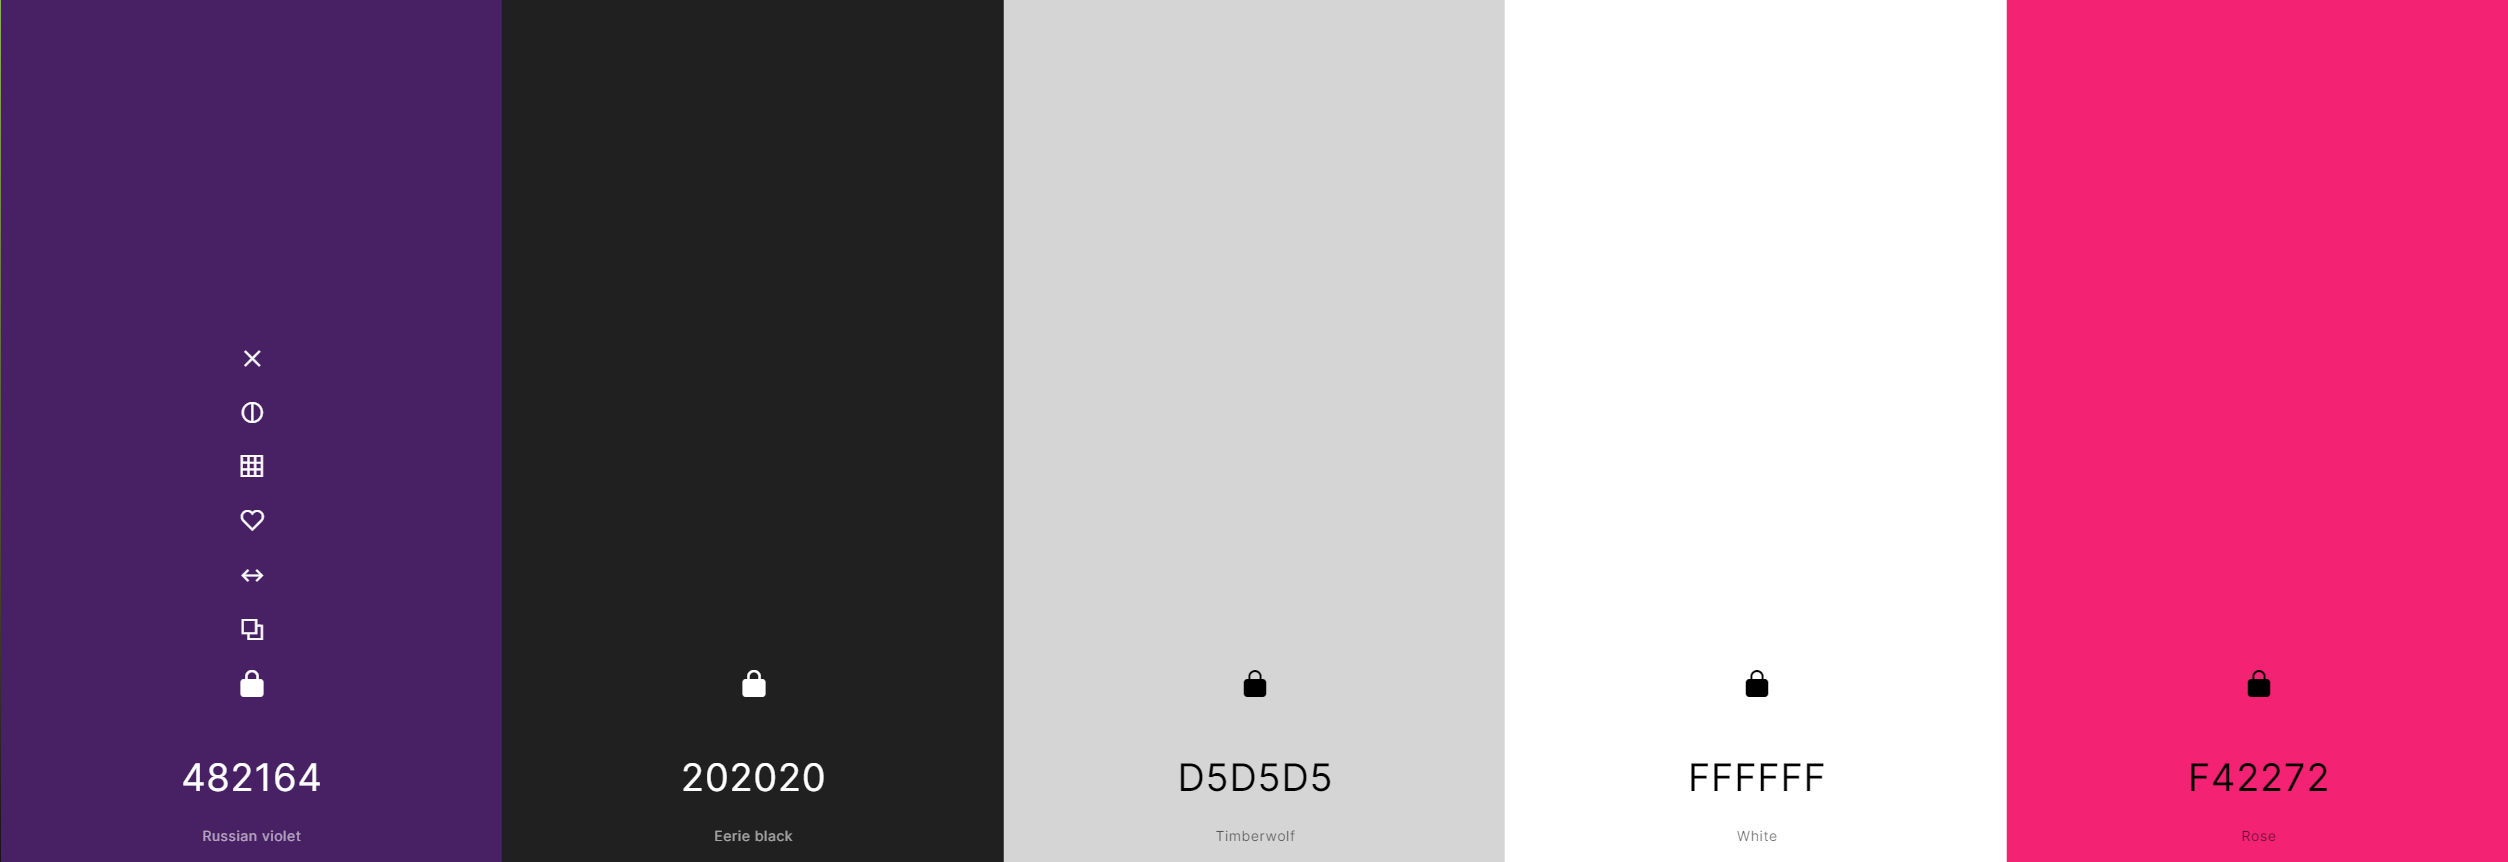 482164
Russian violet
202020
Eerie black
D5D5D5
Timberwolf
FFFFFF
White
F42272
Rose